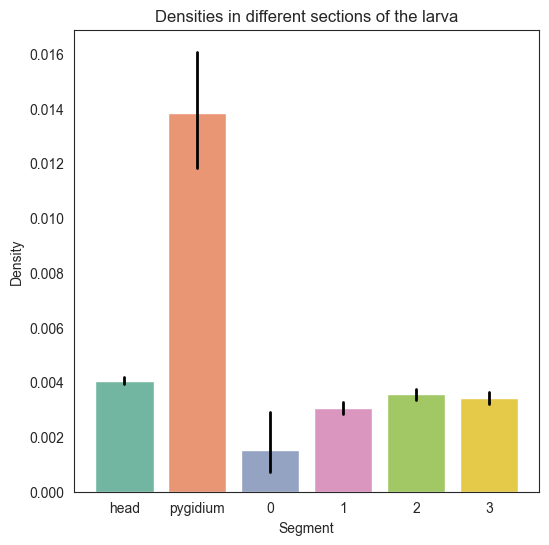 Densities in different sections of the larva
0.016
0.014
0.012
0.010
0.008
0.006
0.004
0.002
0.000
Density
head pygidium 0 1 2 3
Segment